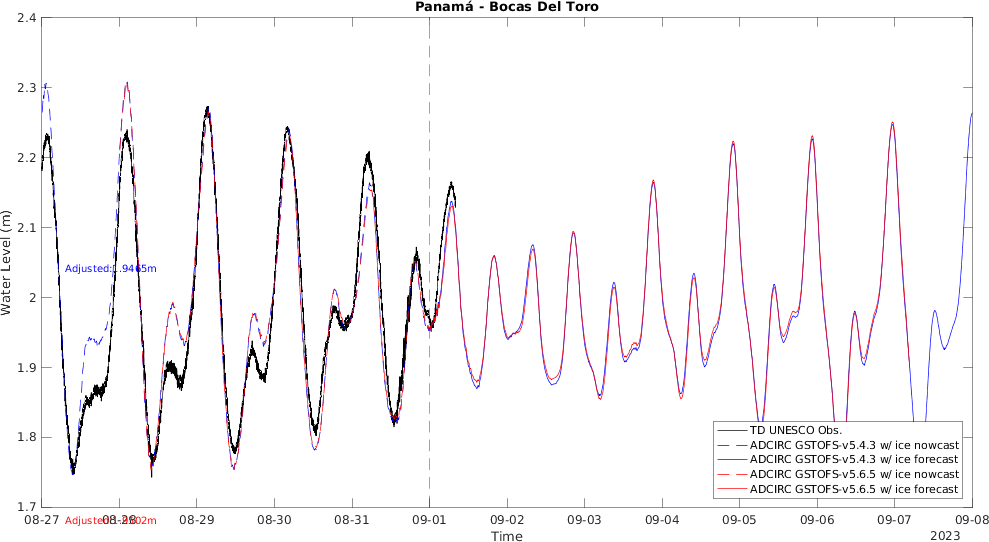 Panamá - Bocas Del Toro
Water Level (m)
2.4
2.3
2.2
2.1
2
1.9
1.8
1.7
TD UNESCO Obs.
ADCIRC GSTOFS-v5.4.3 w/ ice nowcast
ADCIRC GSTOFS-v5.4.3 w/ ice forecast
ADCIRC GSTOFS-v5.6.5 w/ ice nowcast
ADCIRC GSTOFS-v5.6.5 w/ ice forecast
08-27 08-28 08-29 08-30 08-31 09-01 09-02 09-03 09-04 09-05 09-06 09-07 09-08
Time
2023